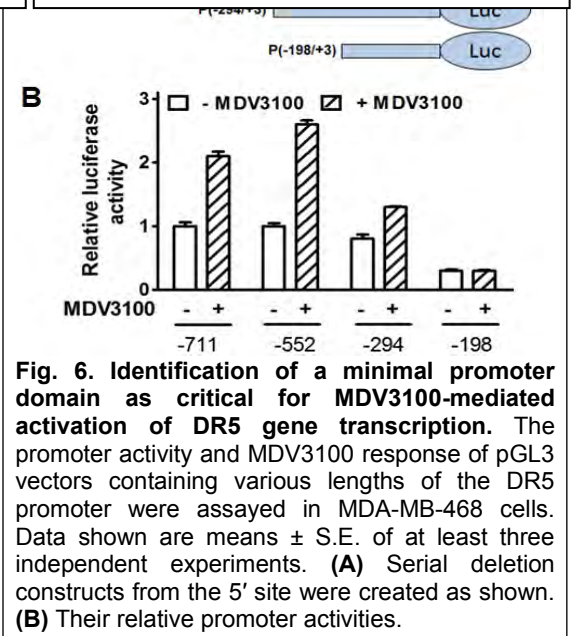 P(-294/+3) Luc
P(-198/+3) Luc
B
- MDV3100 + MDV3100
Relative luciferase
activity
3
2
1
0
MDV3100 - + - + - + - +
-711 -552 -294 -198
Fig. 6. Identification of a minimal promoter
domain as critical for MDV3100-mediated
activation of DR5 gene transcription. The
promoter activity and MDV3100 response of pGL3
vectors containing various lengths of the DR5
promoter were assayed in MDA-MB-468 cells.
Data shown are means ± S.E. of at least three
independent experiments. (A) Serial deletion
constructs from the 5′ site were created as shown.
(B) Their relative promoter activities.